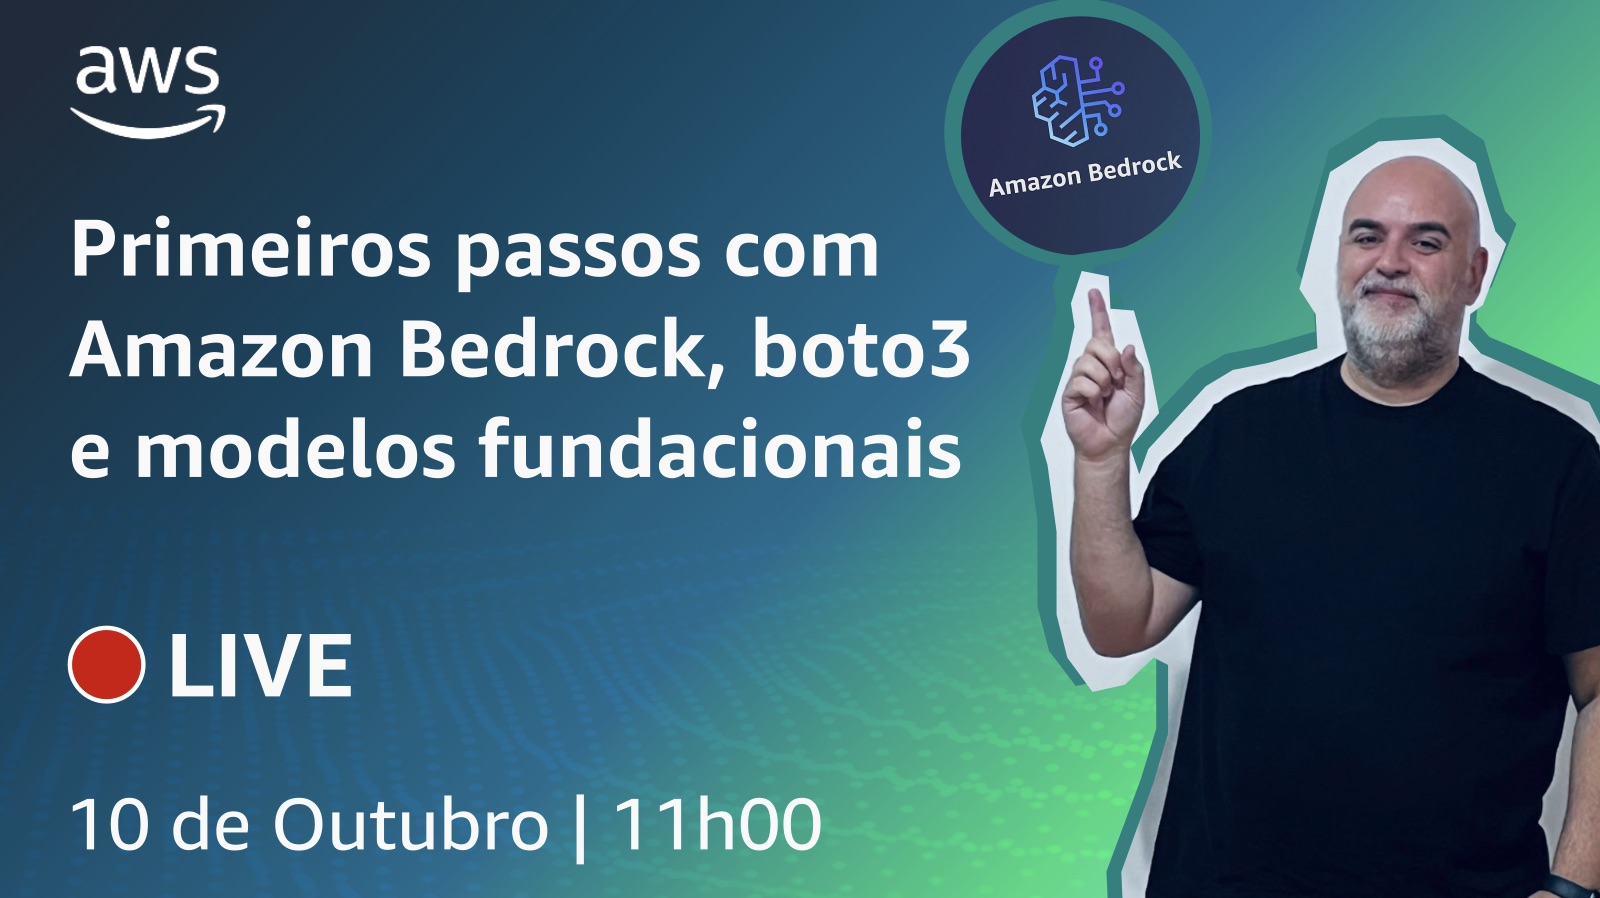 aws
Amazon Bedrock
Primeiros passos com
Amazon Bedrock, boto3
e modelos fundacionais
LIVE
10 de Outubro | 11h00